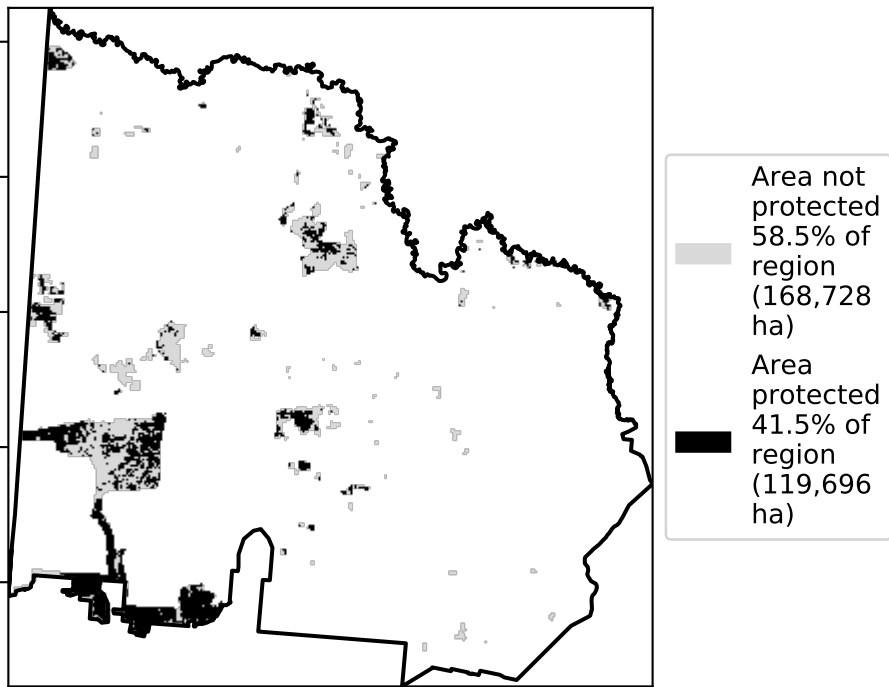 Area not
protected
58.5% of
region
(168,728
ha)
Area
protected
41.5% of
region
(119,696
ha)